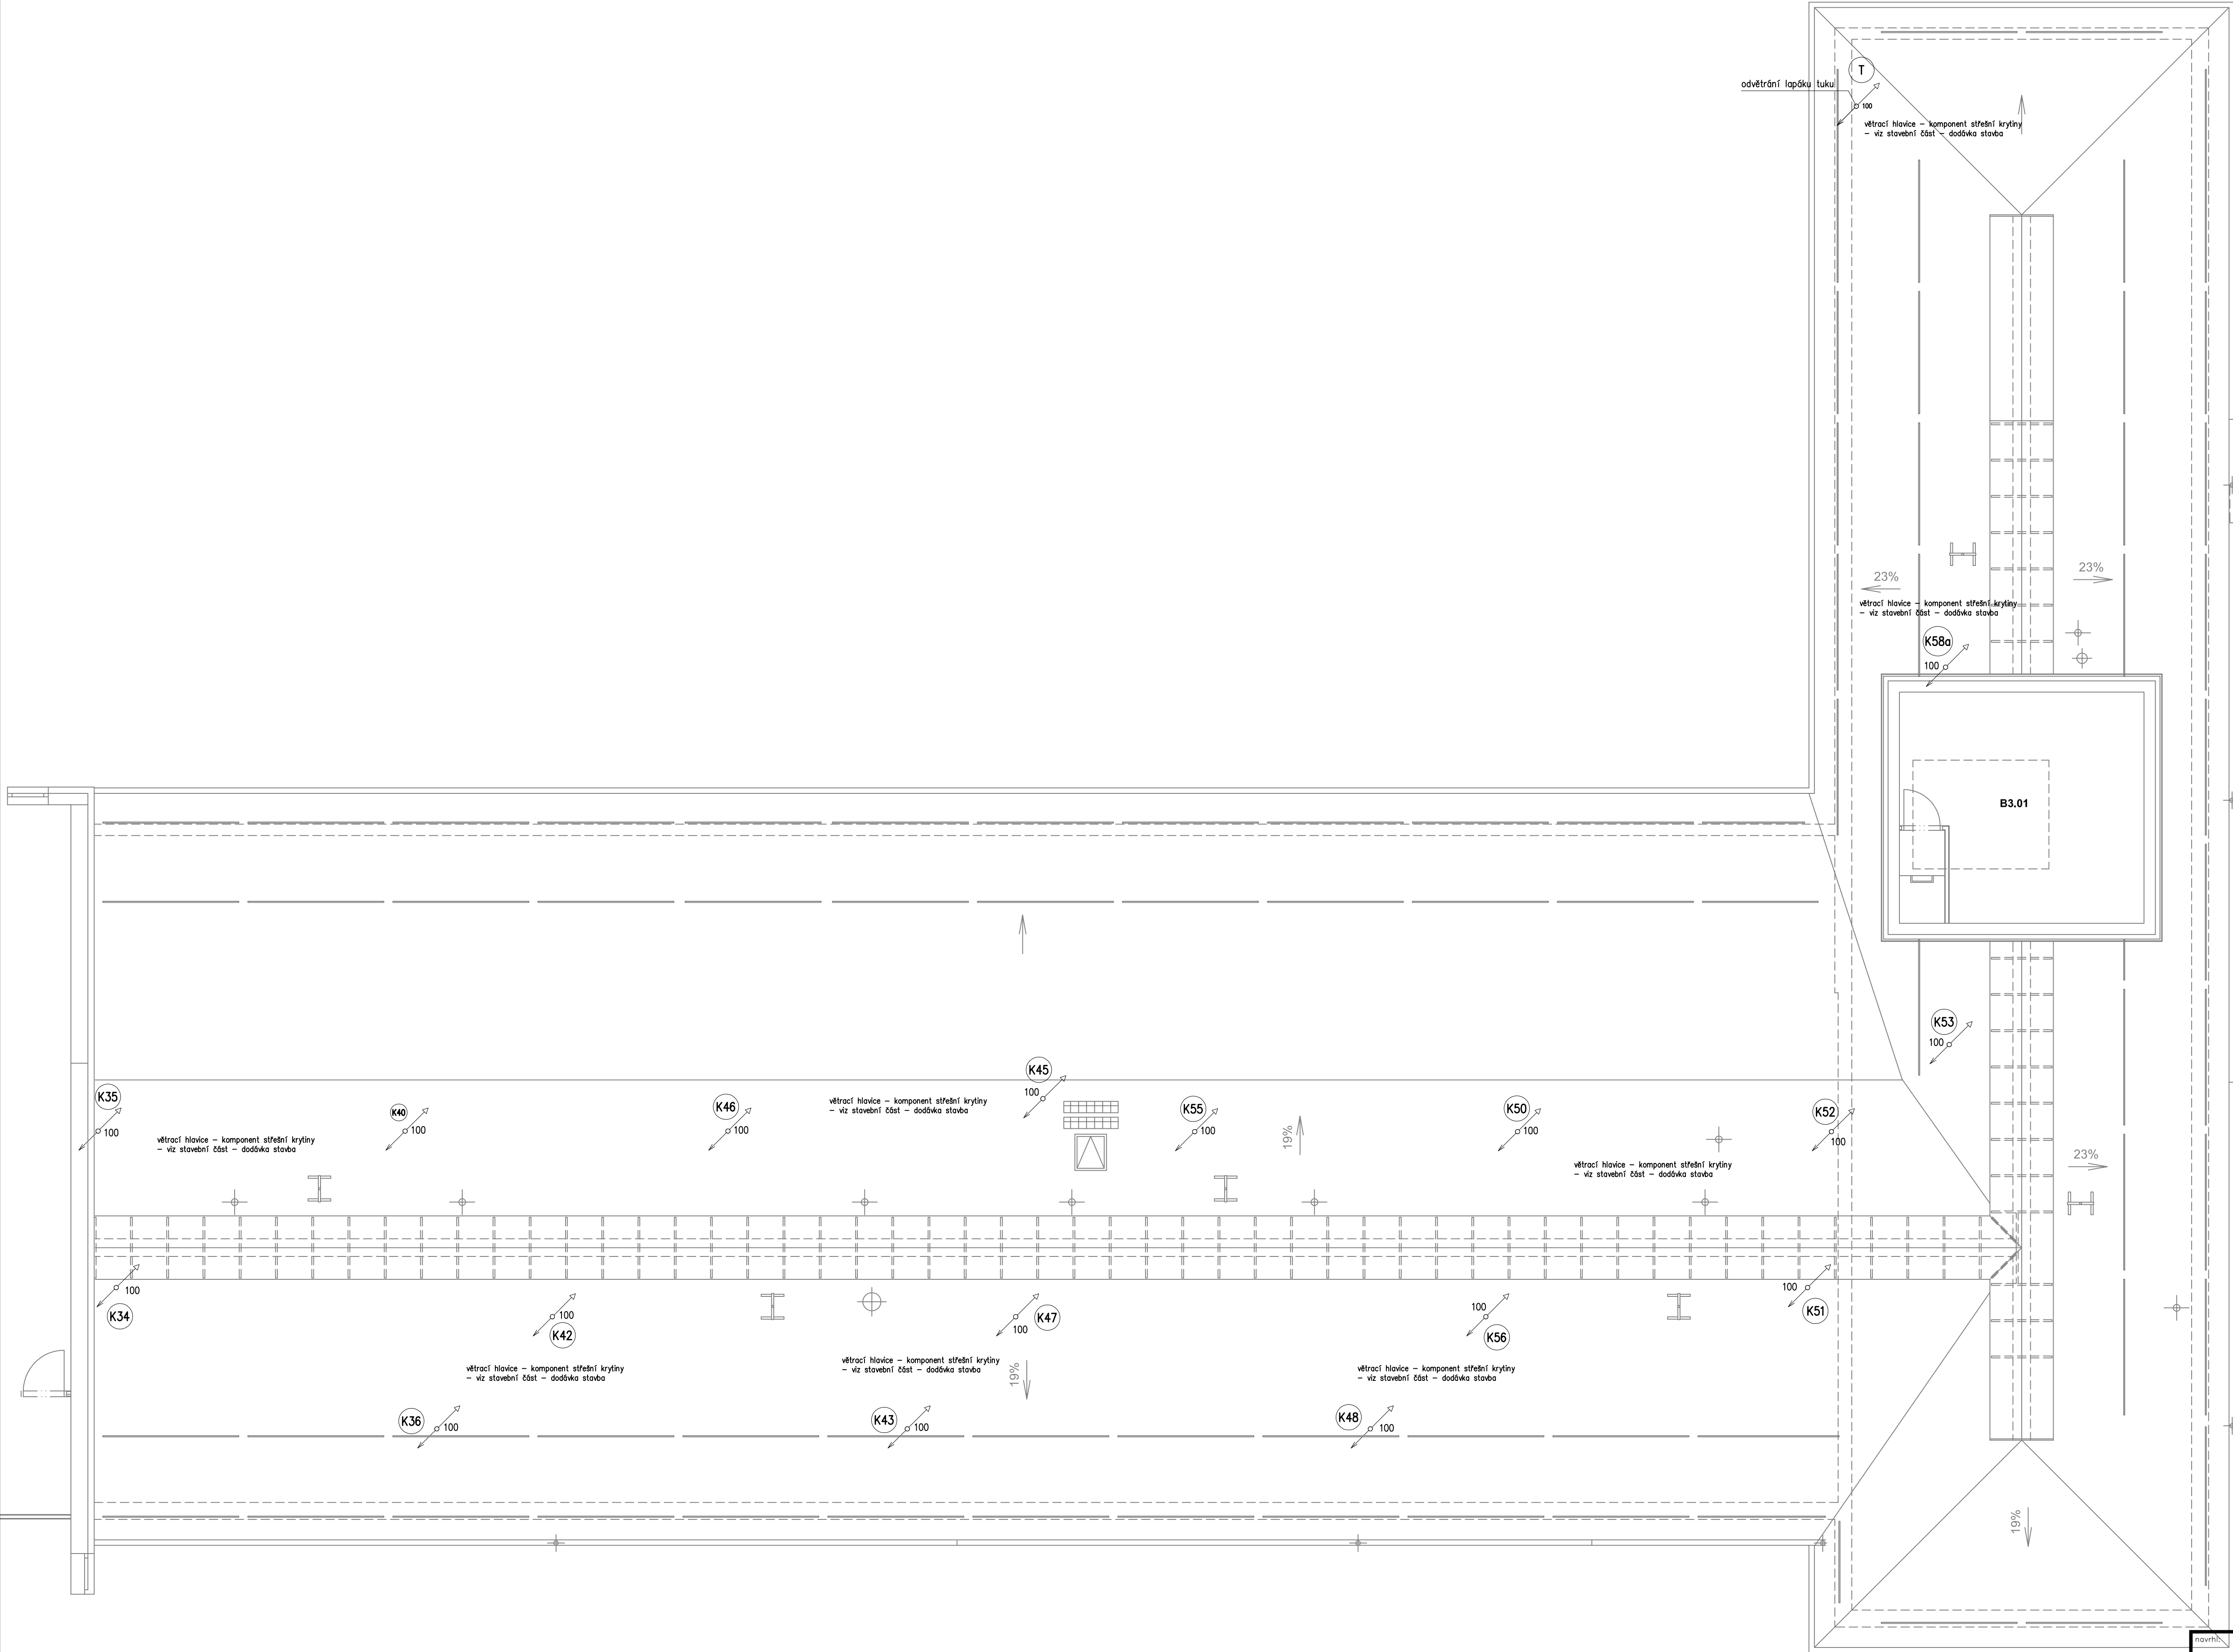 T
odvětrání lapáku tuku
100
větrací hlavice – komponent střešní krytiny
– viz stavební část – dodávka stavba
23%
23%
větrací hlavice – komponent střešní krytiny
– viz stavební část – dodávka stavba
K58a
100
B3.01
K53
100
K45
100
K35
100
K40
100
K46
100
větrací hlavice – komponent střešní krytiny
– viz stavební část – dodávka stavba
K55
100
K50
100
K52
100
19%
větrací hlavice – komponent střešní krytiny
– viz stavební část – dodávka stavba
větrací hlavice – komponent střešní krytiny
– viz stavební část – dodávka stavba
23%
100
K34
100
K42
K47
100
100
K56
100
K51
větrací hlavice – komponent střešní krytiny
– viz stavební část – dodávka stavba
větrací hlavice – komponent střešní krytiny
– viz stavební část – dodávka stavba
19%
větrací hlavice – komponent střešní krytiny
– viz stavební část – dodávka stavba
K36
100
K43
100
K48
100
19%
navrhl: